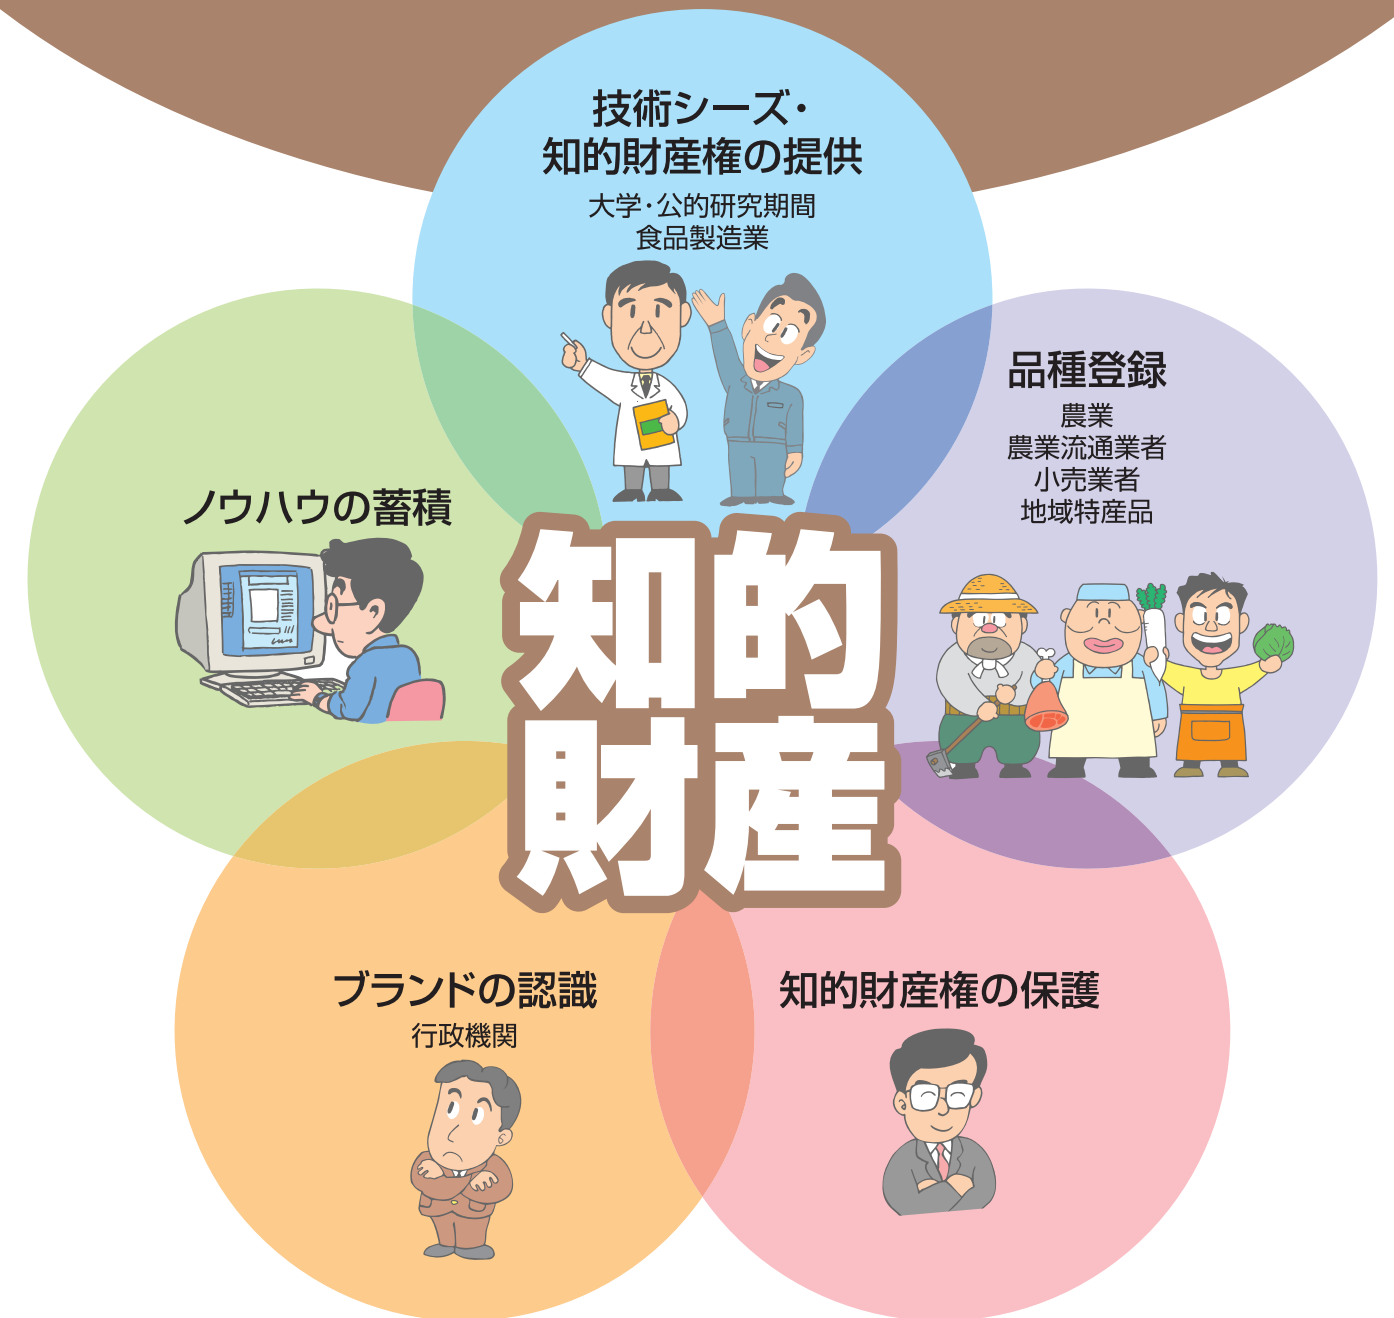 技術シーズ・
知的財産権の提供
大学・公的研究期間
食品製造業
品種登録
農業
農業流通業者
小売業者
地域特産品
ノウハウの蓄積
知的
財産
ブランドの認識
行政機関
知的財産権の保護